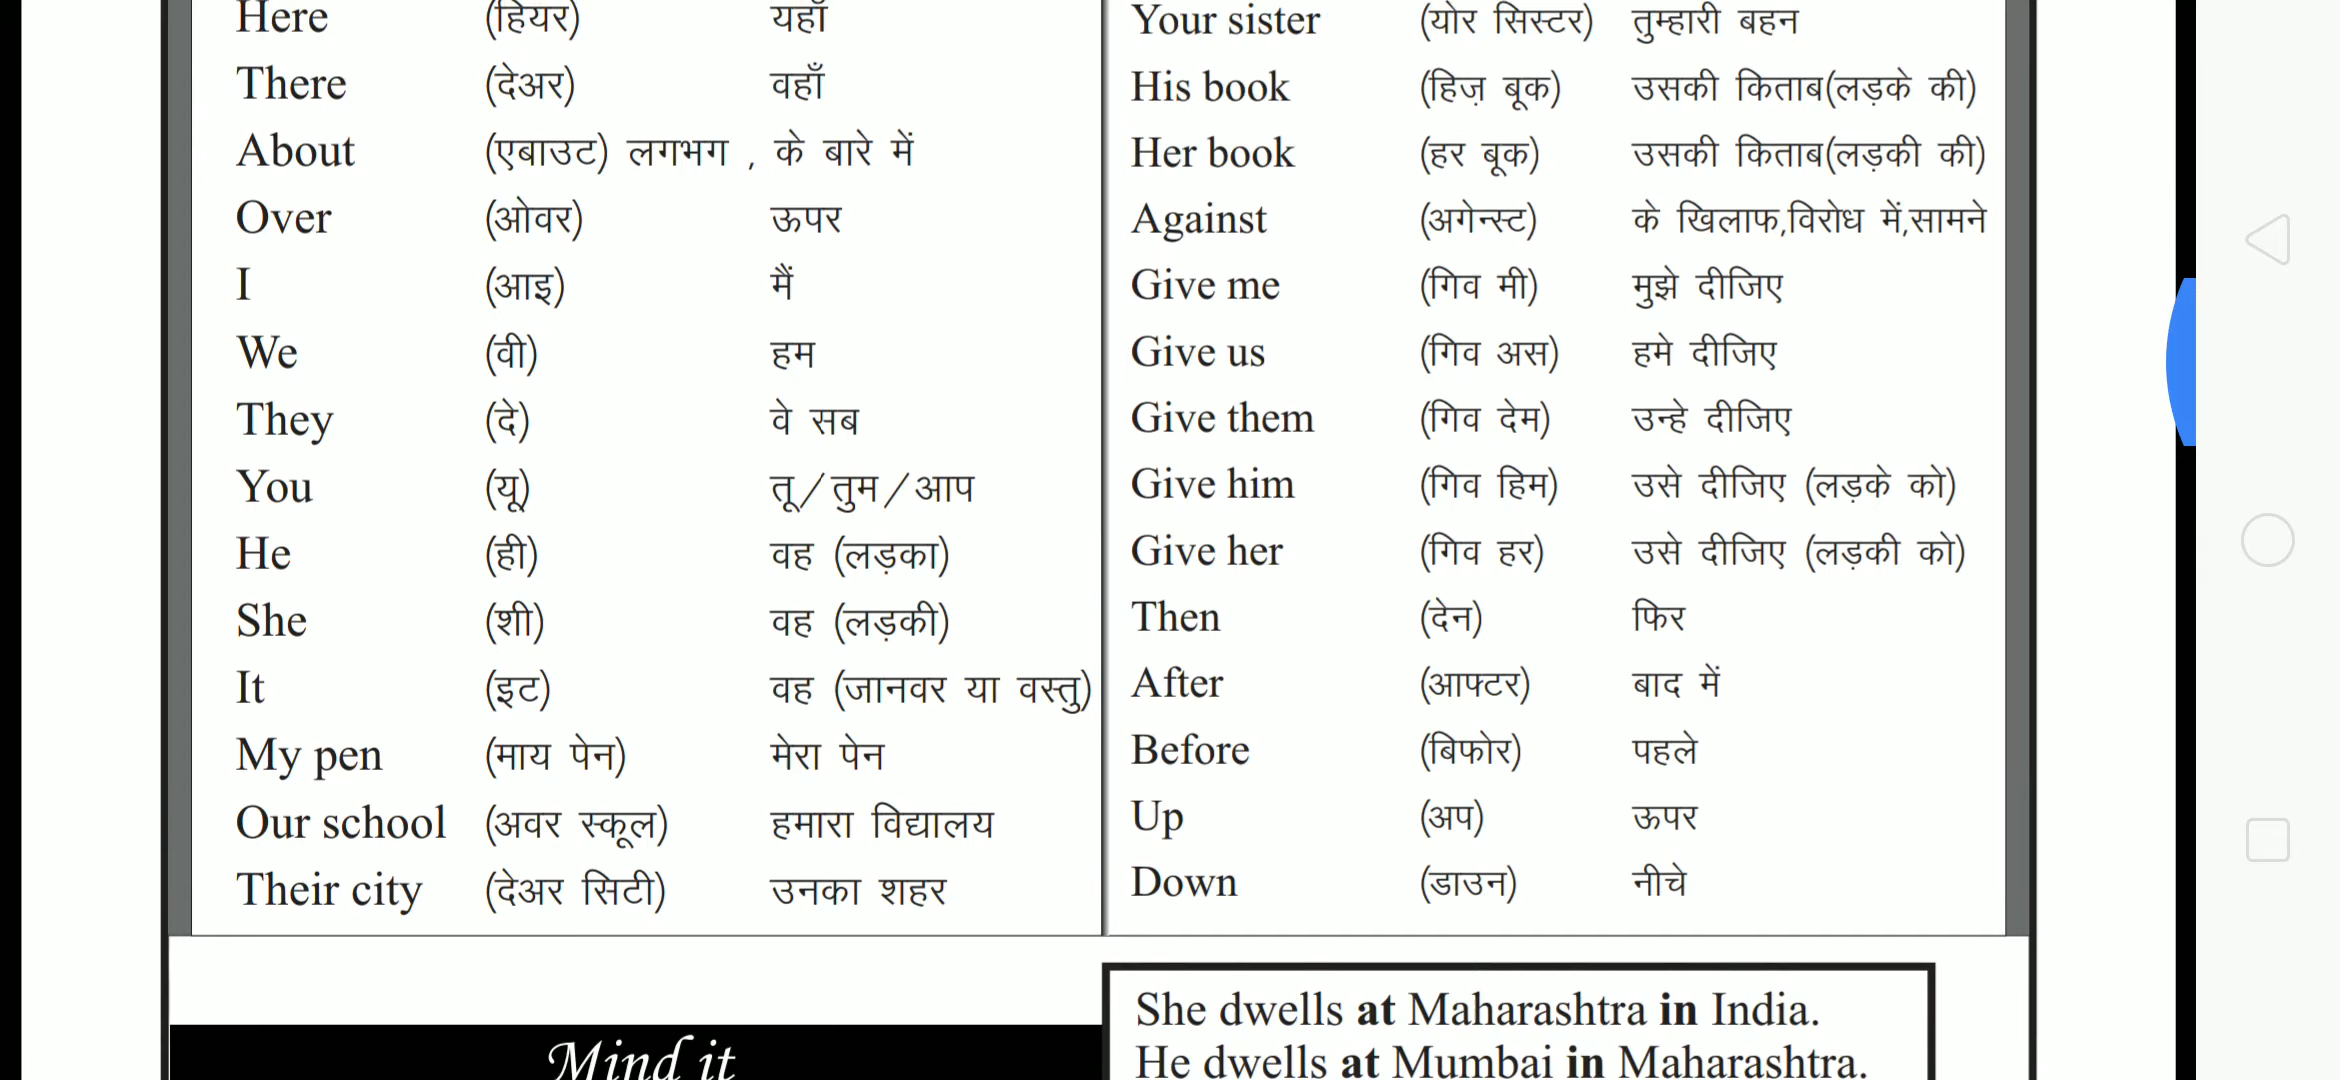 Here (हियर) यहाँ
There (देअर) वहाँ
About (एबाउट) लगभग , के बारे में
Over (ओवर) ऊपर
I (आइ) मैं
We (वी) हम
They (दे) वे सब
You (यू) तू/तुम/आप
He (ही) वह (लड़का)
She (शी) वह (लड़की)
It (इट) वह (जानवर या वस्तु)
My pen (माय पेन) मेरा पेन
Our school (अवर स्कूल) हमारा विद्यालय
Their city (देअर सिटी) उनका शहर
Your sister (योर सिस्टर) तुम्हारी बहन
His book (हिज़ बूक) उसकी किताब(लड़के की)
Her book (हर बूक) उसकी किताब(लड़की की)
Against (अगेन्स्ट) के खिलाफ,विरोध में,सामने
Give me (गिव मी) मुझे दीजिए
Give us (गिव अस) हमे दीजिए
Give them (गिव देम) उन्हे दीजिए
Give him (गिव हिम) उसे दीजिए (लड़के को)
Give her (गिव हर) उसे दीजिए (लड़की को)
Then (देन) फिर
After (आफ्टर) बाद में
Before (बिफोर) पहले
Up (अप) ऊपर
Down (डाउन) नीचे
Mind it
She dwells at Maharashtra in India.
He dwells at Mumbai in Maharashtra.